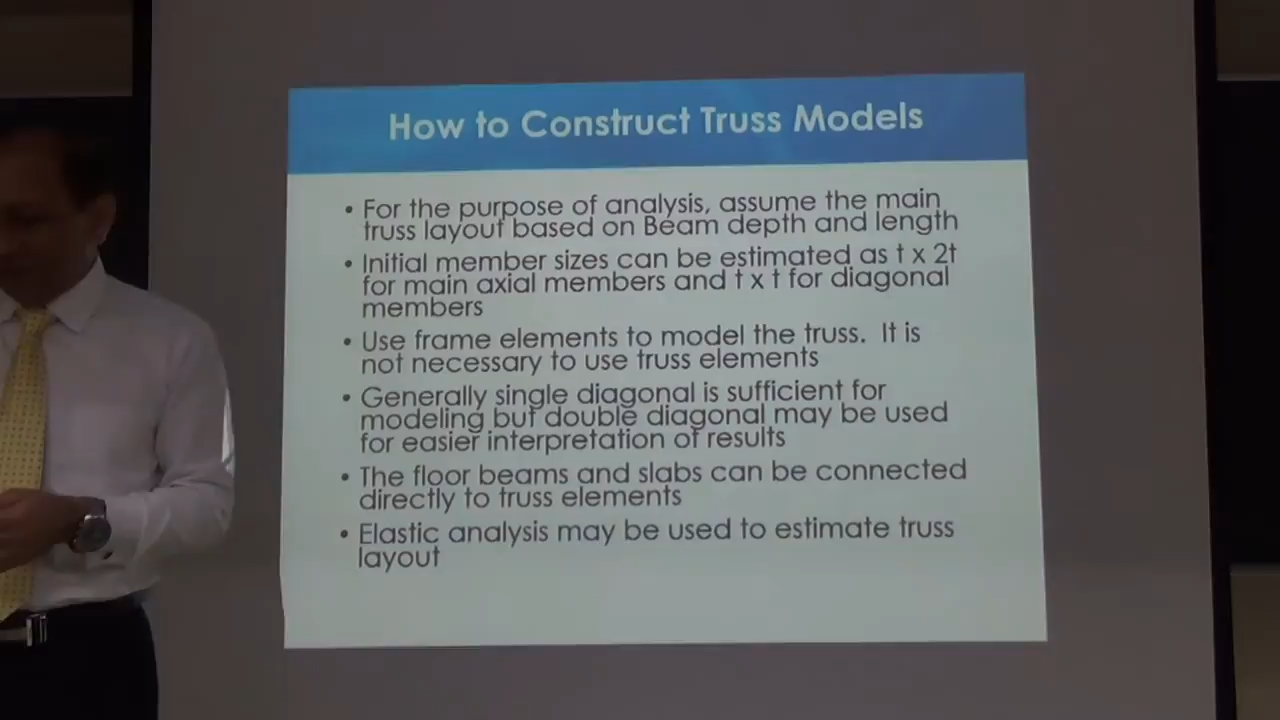 How to Construct Truss Models
• For the purpose of analysis, assume the main
truss layout based on Beam depth and length
• Initial member sizes can be estimated as t x 2t
for main axial members and t x t for diagonal
members
• Use frame elements to model the truss. It is
not necessary to use truss elements
• Generally single diagonal is sufficient for
modeling but double diagonal may be used
for easier interpretation of results
• The floor beams and slabs can be connected
directly to truss elements
• Elastic analysis may be used to estimate truss
layout